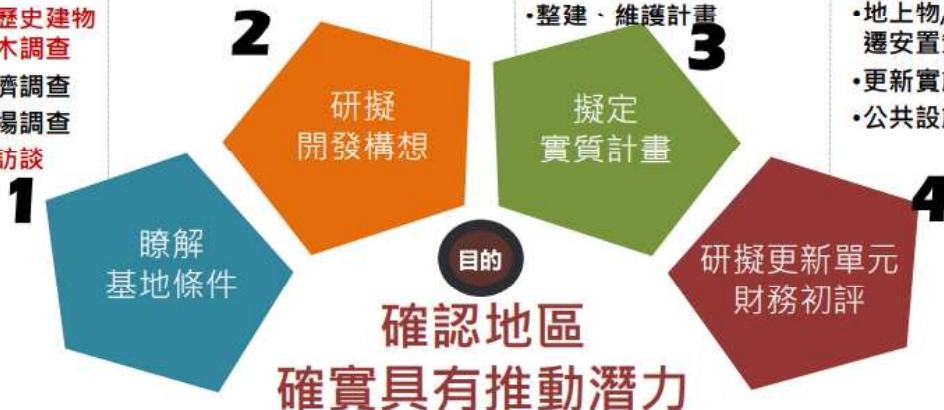 歷史建物
木調查
濟調查
場調查
訪談
1
瞭解
基地條件
2
研擬
開發構想
•整建、維護計畫
3
擬定
實質計畫
•地上物
遷安置
•更新實
•公共設
4
研擬更新單元
財務初評
目的
確認地區
確實具有推動潛力